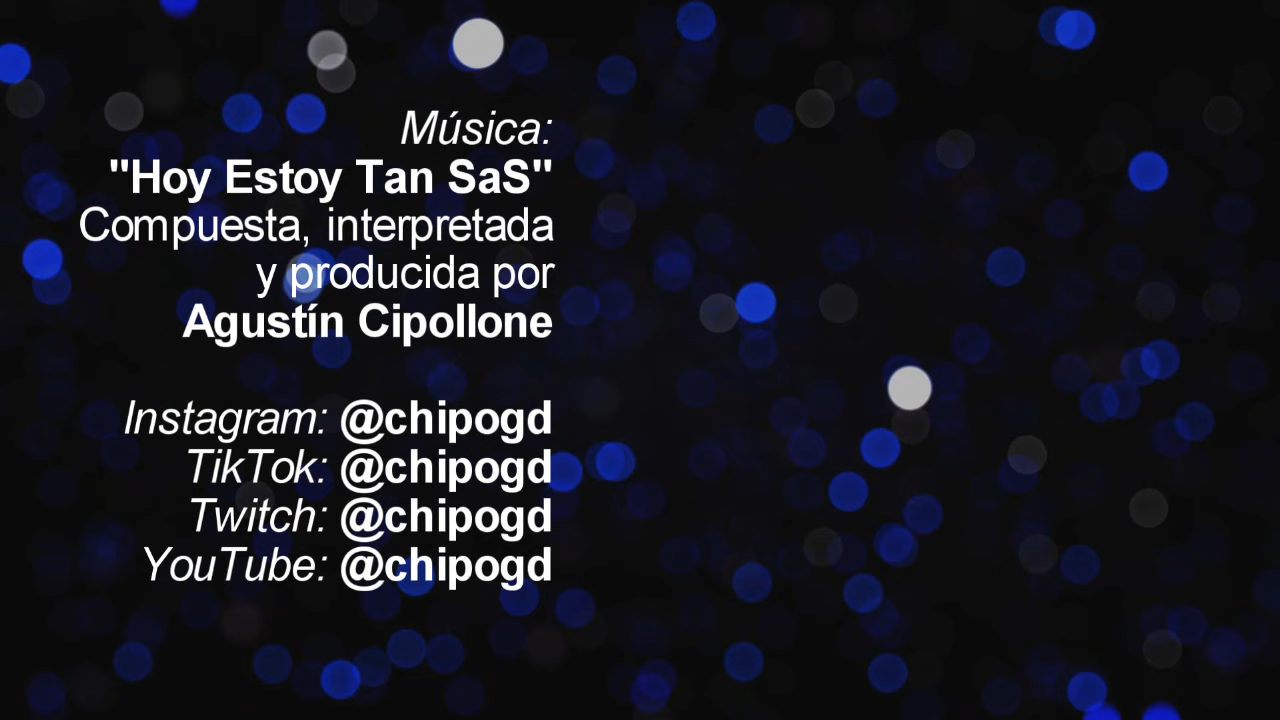 Música:
"Hoy Estoy Tan SaS"
Compuesta, interpretada
y producida por
Agustín Cipollone
Instagram: @chipogd
TikTok: @chipogd
Twitch: @chipogd
YouTube: @chipogd